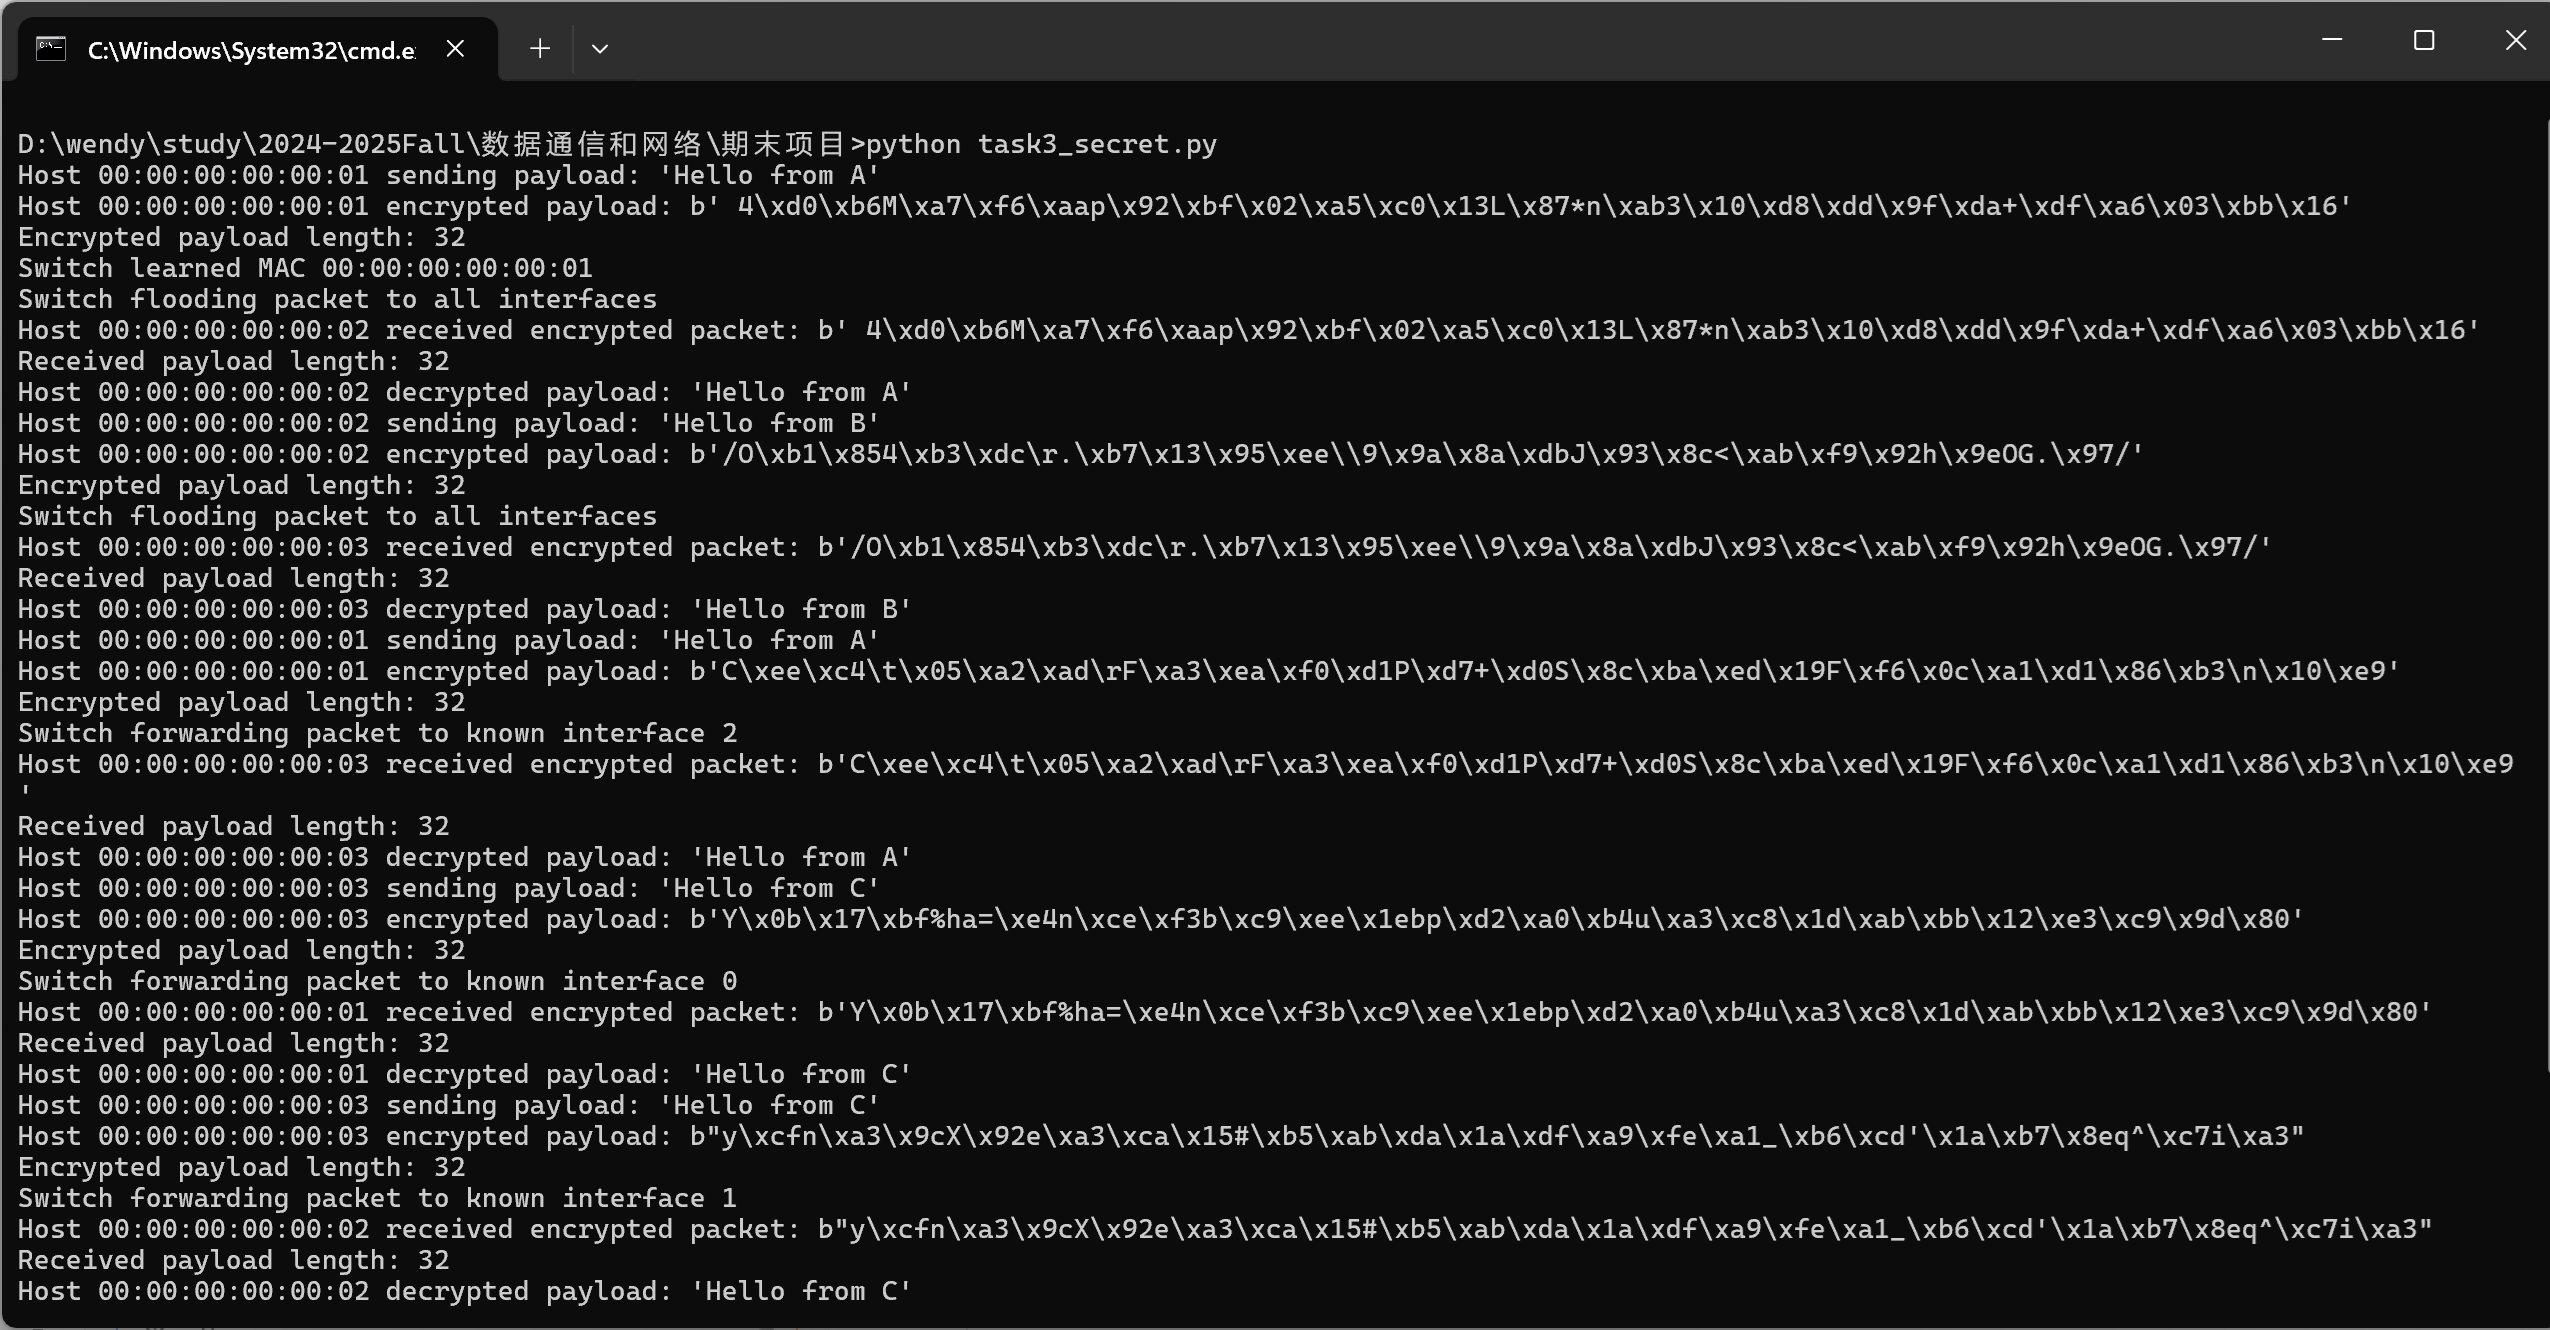 C:\Windows\System32\cmd.e
D:\wendy\study\2024-2025Fall\数据通信和网络\期末项目>python task3_secret.py
Host 00:00:00:00:00:01 sending payload: 'Hello from A'
Host 00:00:00:00:00:01 encrypted payload: b' 4\xd0\xb6M\xa7\xf6\xaap\x92\xbf\x02\xa5\xc0\x13L\x87*n\xab3\x10\xd8\xdd\x9f\xda+\xdf\xa6\x03\xbb\x16'
Encrypted payload length: 32
Switch learned MAC 00:00:00:00:00:01
Switch flooding packet to all interfaces
Host 00:00:00:00:00:02 received encrypted packet: b' 4\xd0\xb6M\xa7\xf6\xaap\x92\xbf\x02\xa5\xc0\x13L\x87*n\xab3\x10\xd8\xdd\x9f\xda+\xdf\xa6\x03\xbb\x16'
Received payload length: 32
Host 00:00:00:00:00:02 decrypted payload: 'Hello from A'
Host 00:00:00:00:00:02 sending payload: 'Hello from B'
Host 00:00:00:00:00:02 encrypted payload: b'/O\xb1\x854\xb3\xdc\r.\xb7\x13\x95\xee\\9\x9a\x8a\xdbJ\x93\x8c<\xab\xf9\x92h\x9eOG.\x97/'
Encrypted payload length: 32
Switch flooding packet to all interfaces
Host 00:00:00:00:00:03 received encrypted packet: b'/O\xb1\x854\xb3\xdc\r.\xb7\x13\x95\xee\\9\x9a\x8a\xdbJ\x93\x8c<\xab\xf9\x92h\x9eOG.\x97/'
Received payload length: 32
Host 00:00:00:00:00:03 decrypted payload: 'Hello from B'
Host 00:00:00:00:00:01 sending payload: 'Hello from A'
Host 00:00:00:00:00:01 encrypted payload: b'C\xee\xc4\t\x05\xa2\xad\rF\xa3\xea\xf0\xd1P\xd7+\xd0S\x8c\xba\xed\x19F\xf6\x0c\xa1\xd1\x86\xb3\n\x10\xe9'
Encrypted payload length: 32
Switch forwarding packet to known interface 2
Host 00:00:00:00:00:03 received encrypted packet: b'C\xee\xc4\t\x05\xa2\xad\rF\xa3\xea\xf0\xd1P\xd7+\xd0S\x8c\xba\xed\x19F\xf6\x0c\xa1\xd1\x86\xb3\n\x10\xe9
'
Received payload length: 32
Host 00:00:00:00:00:03 decrypted payload: 'Hello from A'
Host 00:00:00:00:00:03 sending payload: 'Hello from C'
Host 00:00:00:00:00:03 encrypted payload: b'Y\x0b\x17\xbf%ha=\xe4n\xce\xf3b\xc9\xee\x1ebp\xd2\xa0\xb4u\xa3\xc8\x1d\xab\xbb\x12\xe3\xc9\x9d\x80'
Encrypted payload length: 32
Switch forwarding packet to known interface 0
Host 00:00:00:00:00:01 received encrypted packet: b'Y\x0b\x17\xbf%ha=\xe4n\xce\xf3b\xc9\xee\x1ebp\xd2\xa0\xb4u\xa3\xc8\x1d\xab\xbb\x12\xe3\xc9\x9d\x80'
Received payload length: 32
Host 00:00:00:00:00:01 decrypted payload: 'Hello from C'
Host 00:00:00:00:00:03 sending payload: 'Hello from C'
Host 00:00:00:00:00:03 encrypted payload: b"y\xcfn\xa3\x9cX\x92e\xa3\xca\x15#\xb5\xab\xda\x1a\xdf\xa9\xfe\xa1_\xb6\xcd'\x1a\xb7\x8eq^\xc7i\xa3"
Encrypted payload length: 32
Switch forwarding packet to known interface 1
Host 00:00:00:00:00:02 received encrypted packet: b"y\xcfn\xa3\x9cX\x92e\xa3\xca\x15#\xb5\xab\xda\x1a\xdf\xa9\xfe\xa1_\xb6\xcd'\x1a\xb7\x8eq^\xc7i\xa3"
Received payload length: 32
Host 00:00:00:00:00:02 decrypted payload: 'Hello from C'